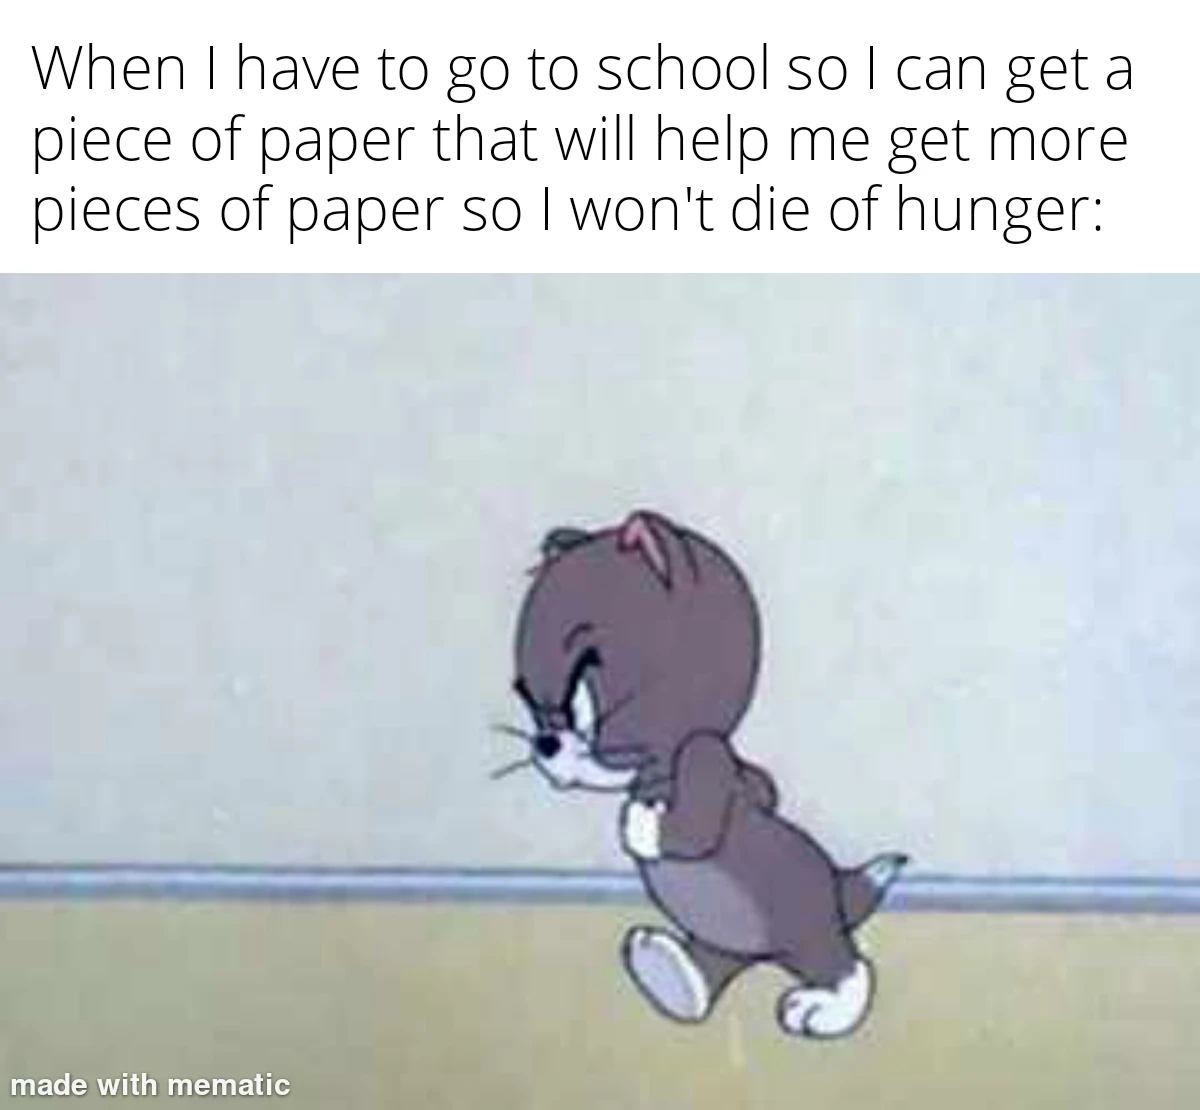 When I have to go to school so I can get a
piece of paper that will help me get more
pieces of paper so I won't die of hunger:
made with mematic